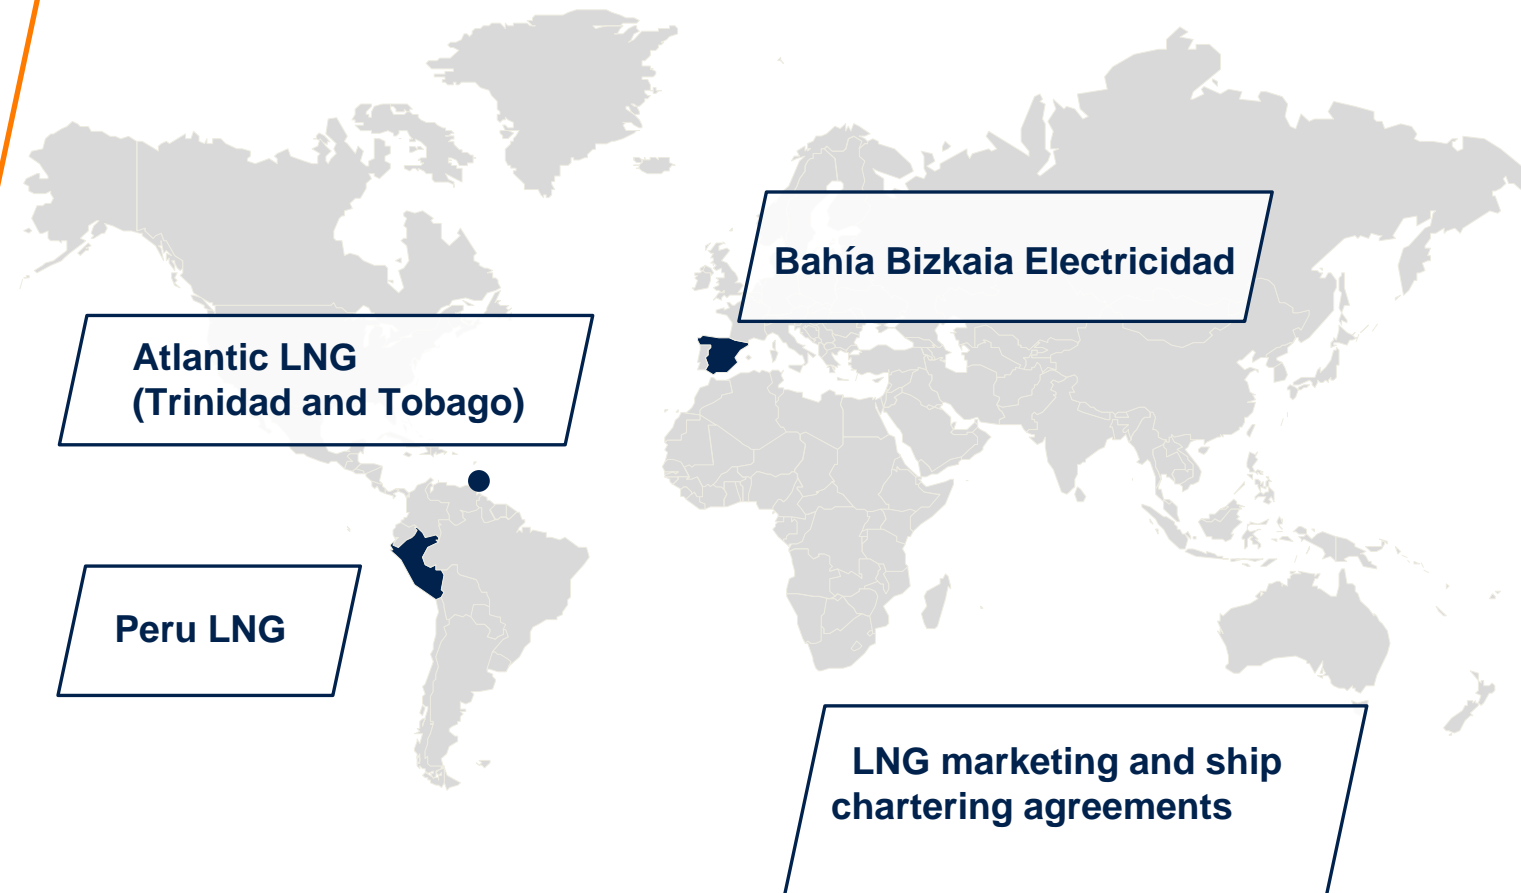 Bahía Bizkaia Electricidad
Atlantic LNG
(Trinidad and Tobago)
Peru LNG
LNG marketing and ship
chartering agreements